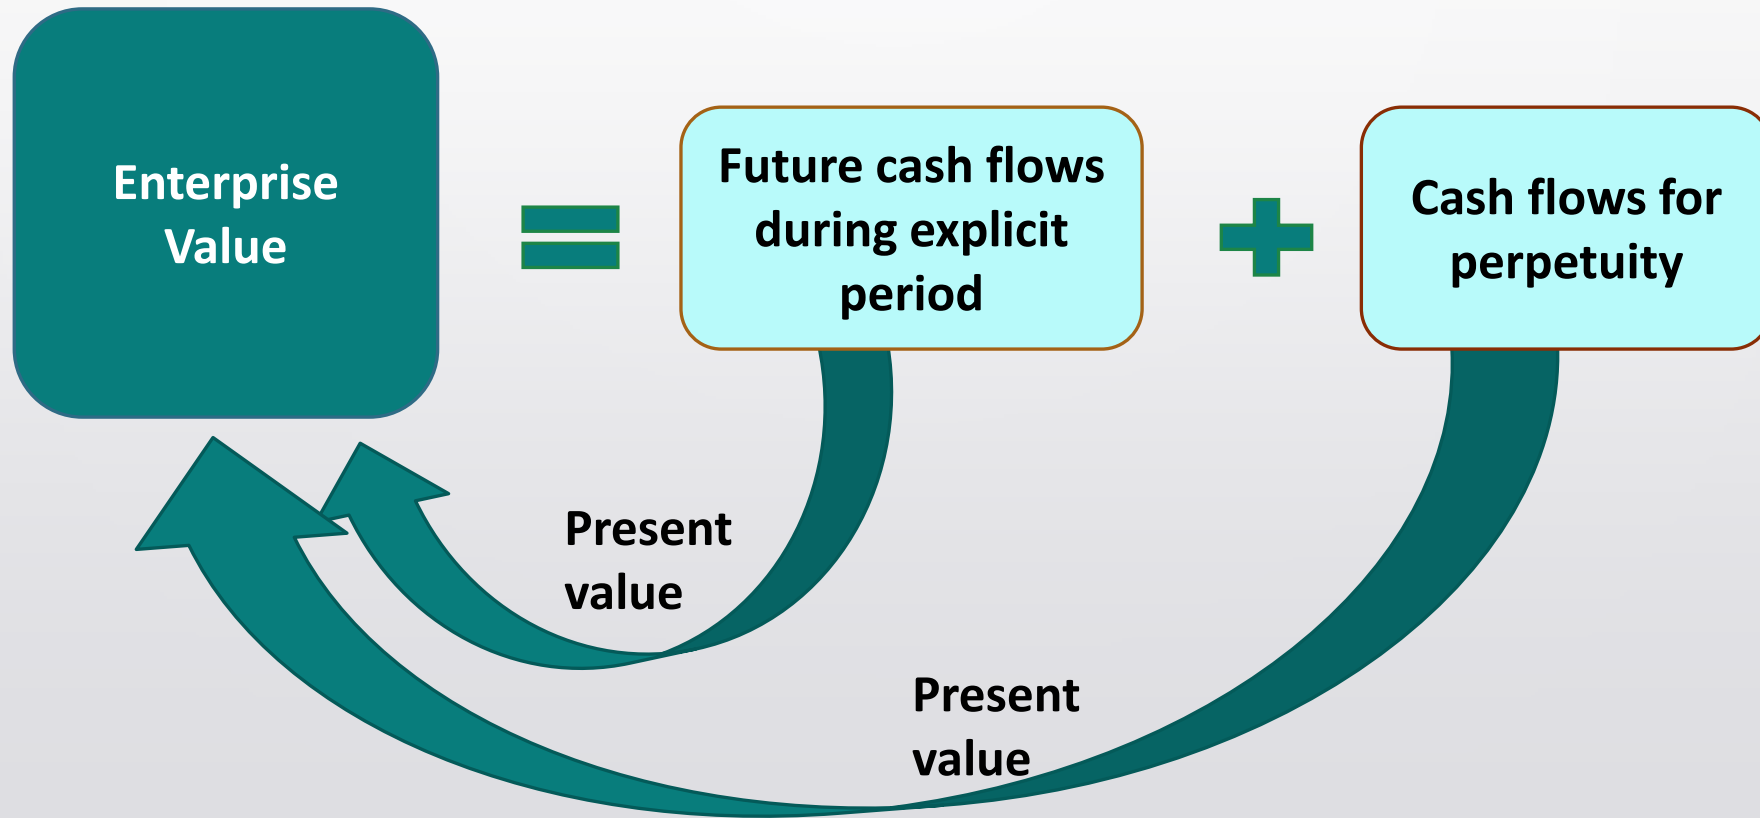 Enterprise
Value
Future cash flows
during explicit
period
Cash flows for
perpetuity
Present
value
Present
value